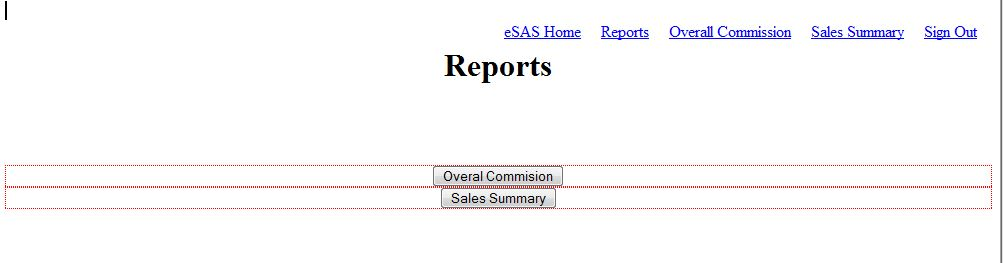 eSAS Home Reports Overall Commission Sales Summary Sign Out
Reports
Overal Commision
Sales Summary